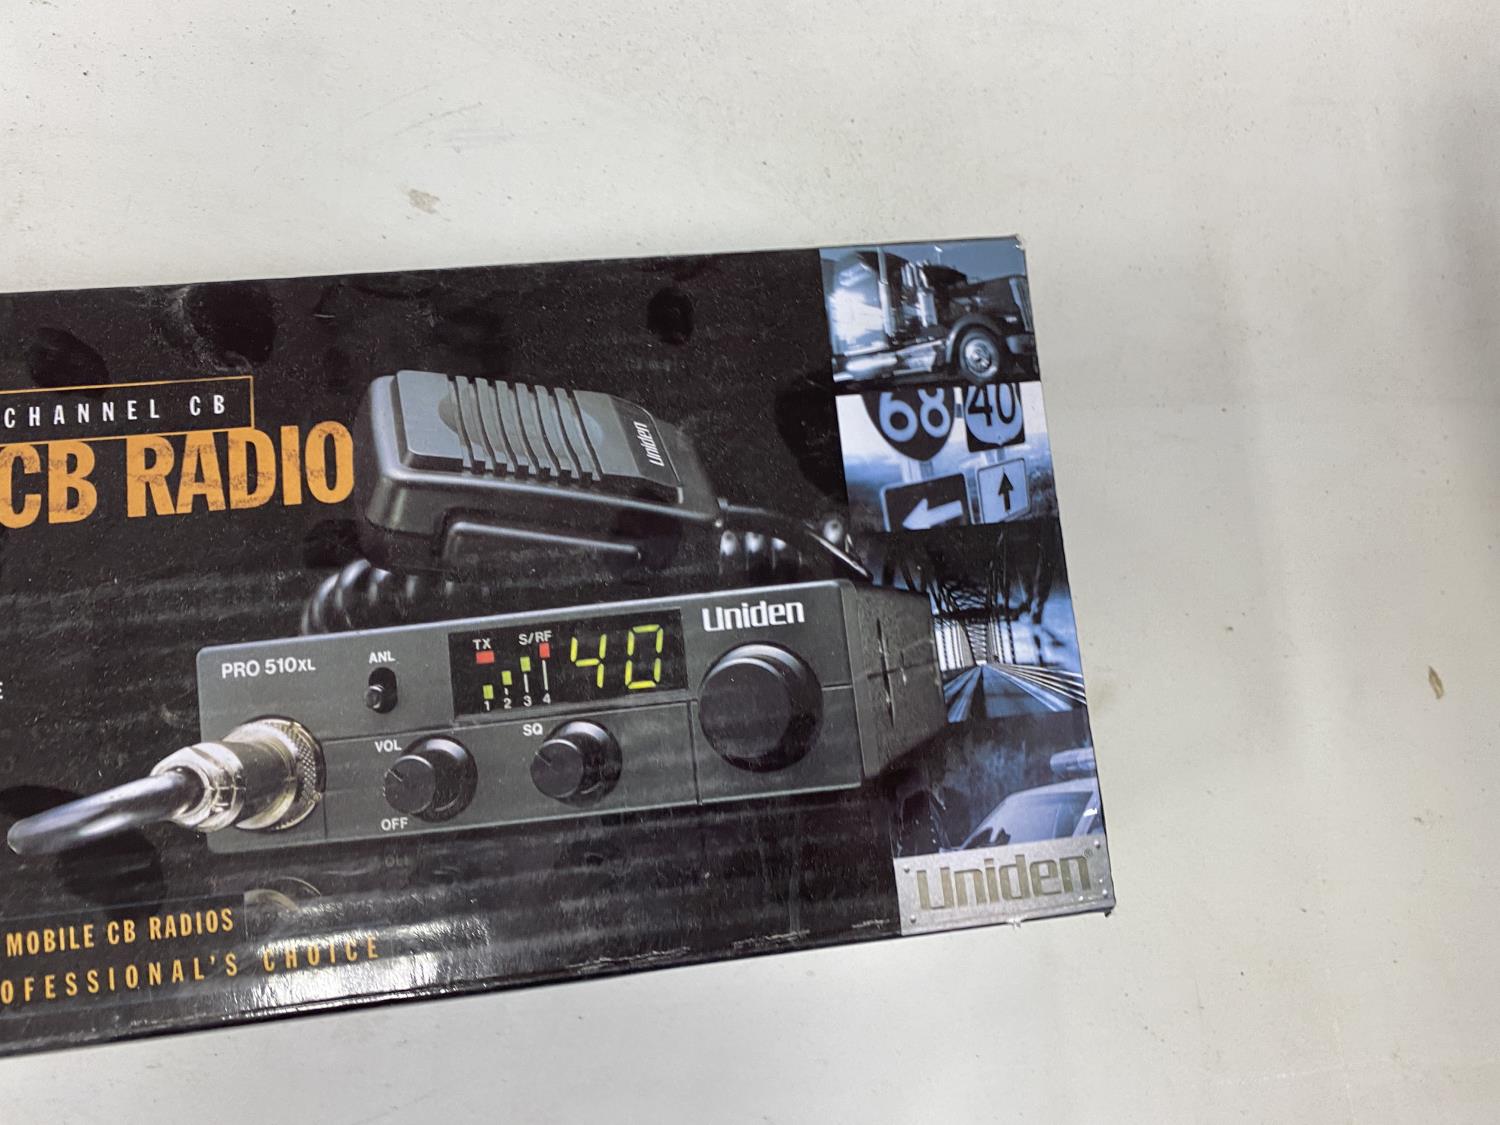 CHANNEL CB
CB RADIO
Uniden
68 40
Uniden
PRO 510XL
ANL
TX S/RF
40
1 2 3 4
VOL
SQ
OFF
MOBILE CB RADIOS
OFESSIONAL'S CHOICE
Uniden®